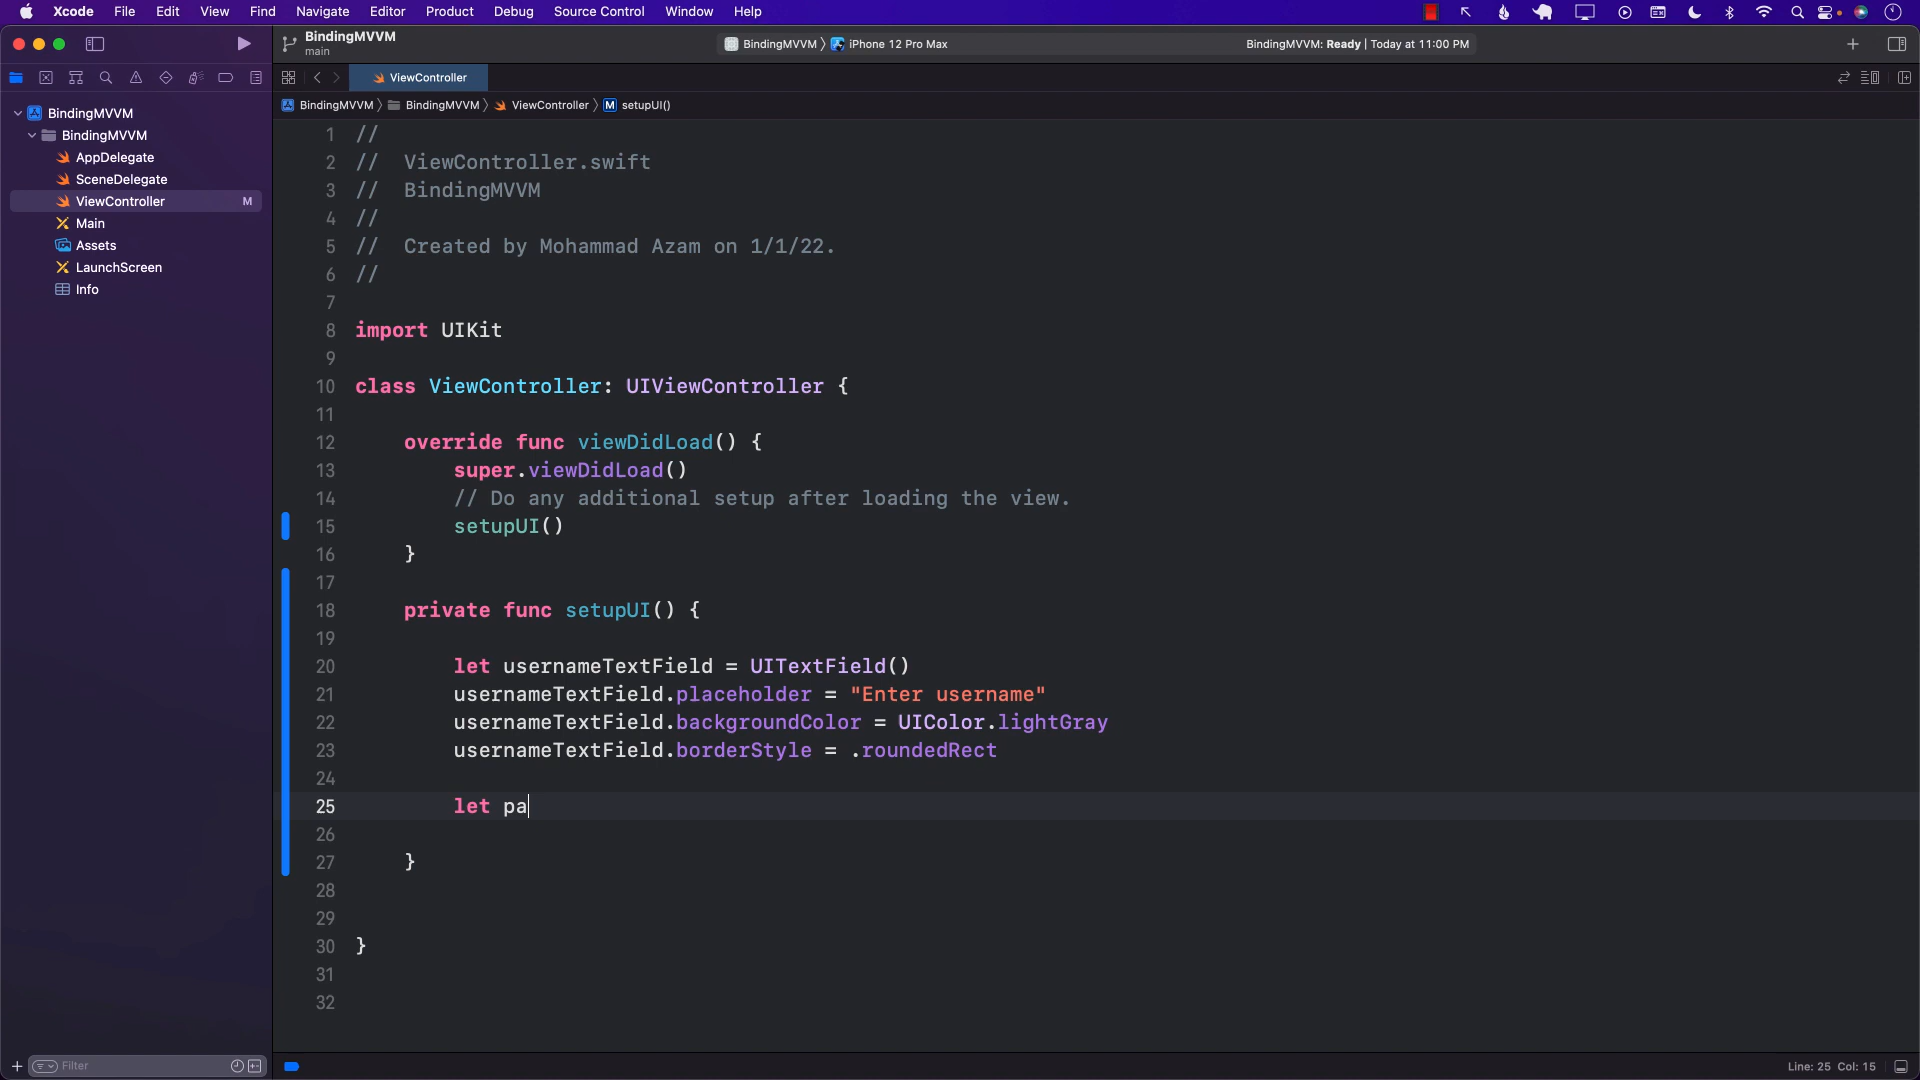 Xcode File Edit View Find Navigate Editor Product Debug Source Control Window Help
BindingMVVM
main
BindingMVVM iPhone 12 Pro Max
BindingMVVM: Ready | Today at 11:00 PM
ViewController
BindingMVVM BindingMVVM ViewController M setupUI()
BindingMVVM
BindingMVVM
AppDelegate
SceneDelegate
ViewController M
Main
Assets
LaunchScreen
Info
1 //
2 // ViewController.swift
3 // BindingMVVM
4 //
5 // Created by Mohammad Azam on 1/1/22.
6 //
7
8 import UIKit
9
10 class ViewController: UIViewController {
11
12 override func viewDidLoad() {
13 super.viewDidLoad()
14 // Do any additional setup after loading the view.
15 setupUI()
16 }
17
18 private func setupUI() {
19
20 let usernameTextField = UITextField()
21 usernameTextField.placeholder = "Enter username"
22 usernameTextField.backgroundColor = UIColor.lightGray
23 usernameTextField.borderStyle = .roundedRect
24
25 let pa
26
27 }
28
29
30 }
31
32
Filter
Line: 25 Col: 15